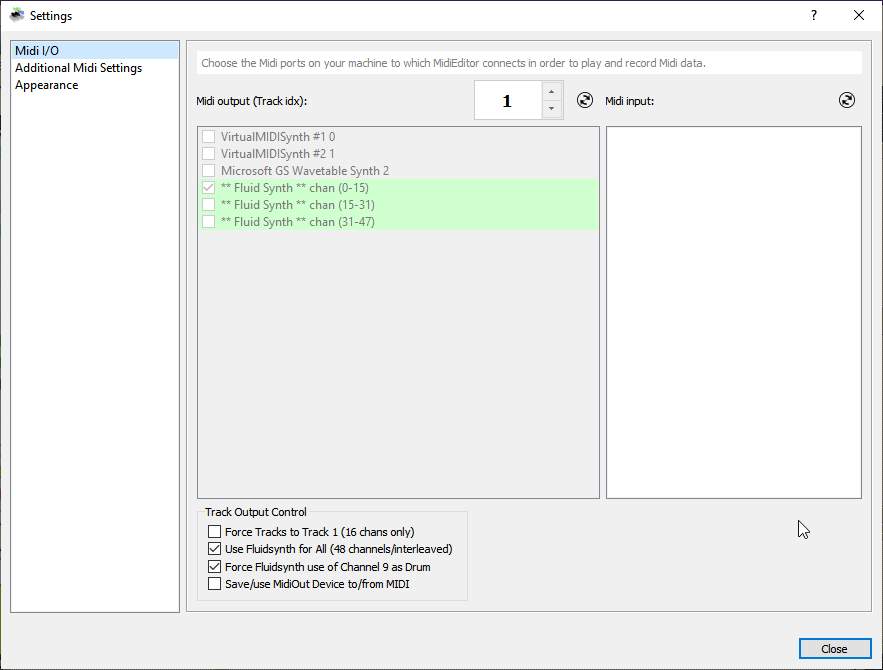 Settings
?
Midi I/O
Additional Midi Settings
Appearance
Choose the Midi ports on your machine to which MidiEditor connects in order to play and record Midi data.
Midi output (Track idx):
1
Midi input:
VirtualMIDISynth #1 0
VirtualMIDISynth #2 1
Microsoft GS Wavetable Synth 2
** Fluid Synth ** chan (0-15)
** Fluid Synth ** chan (15-31)
** Fluid Synth ** chan (31-47)
Track Output Control
Force Tracks to Track 1 (16 chans only)
Use Fluidsynth for All (48 channels/interleaved)
Force Fluidsynth use of Channel 9 as Drum
Save/use MidiOut Device to/from MIDI
Close